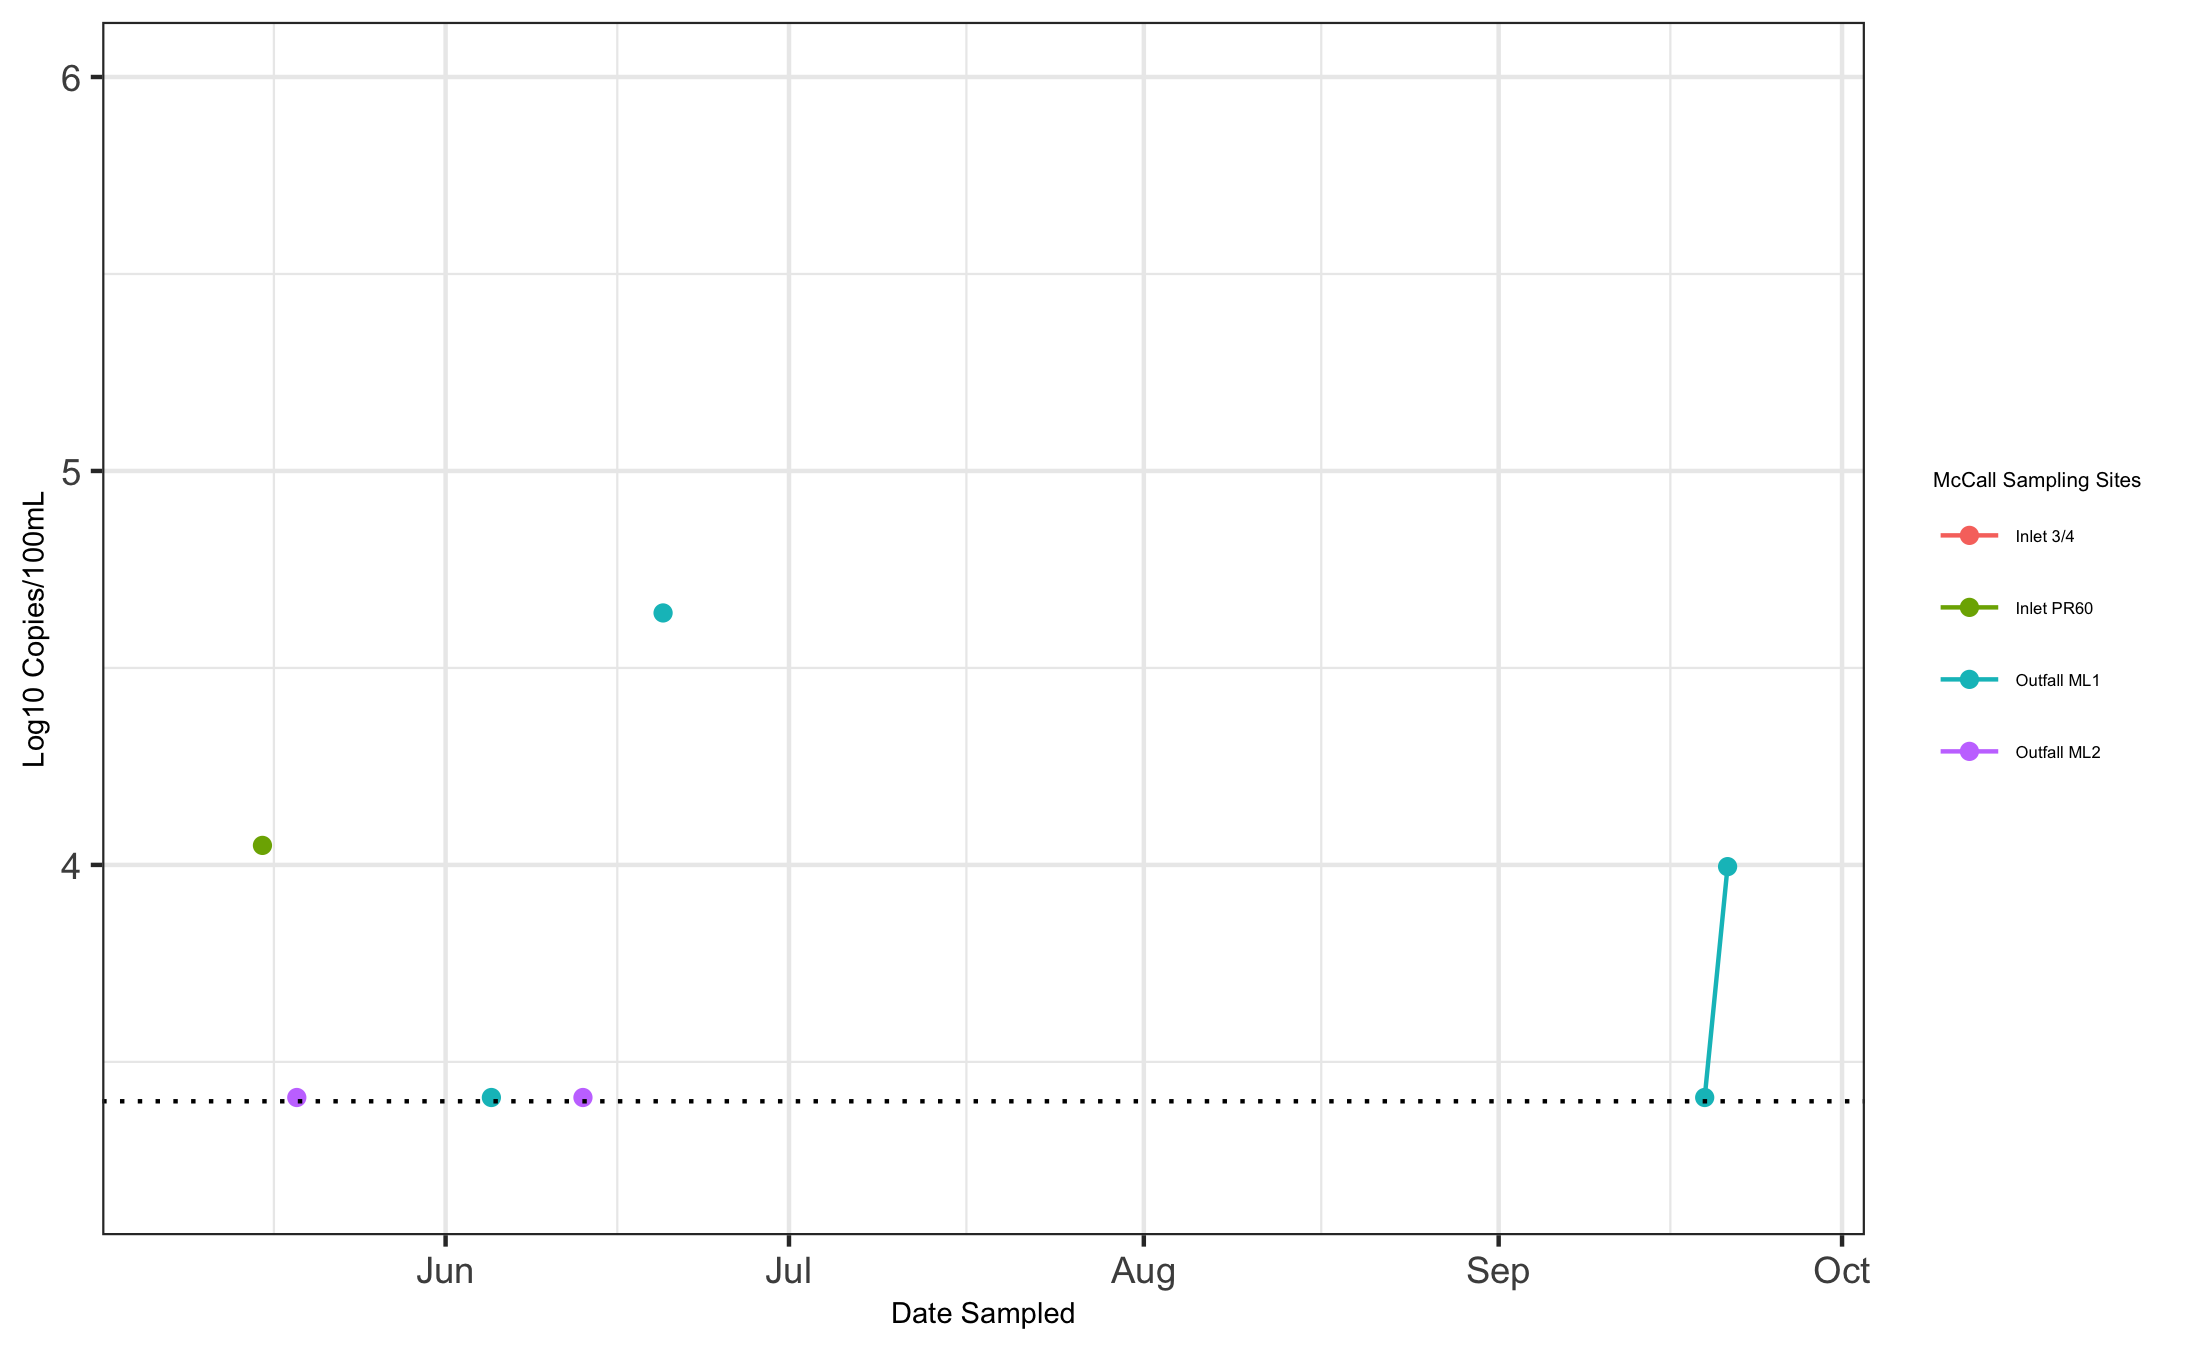 6
5
4
Log10 Copies/100mL
Jun
Jul
Aug
Sep
Oct
Date Sampled
McCall Sampling Sites
Inlet 3/4
Inlet PR60
Outfall ML1
Outfall ML2